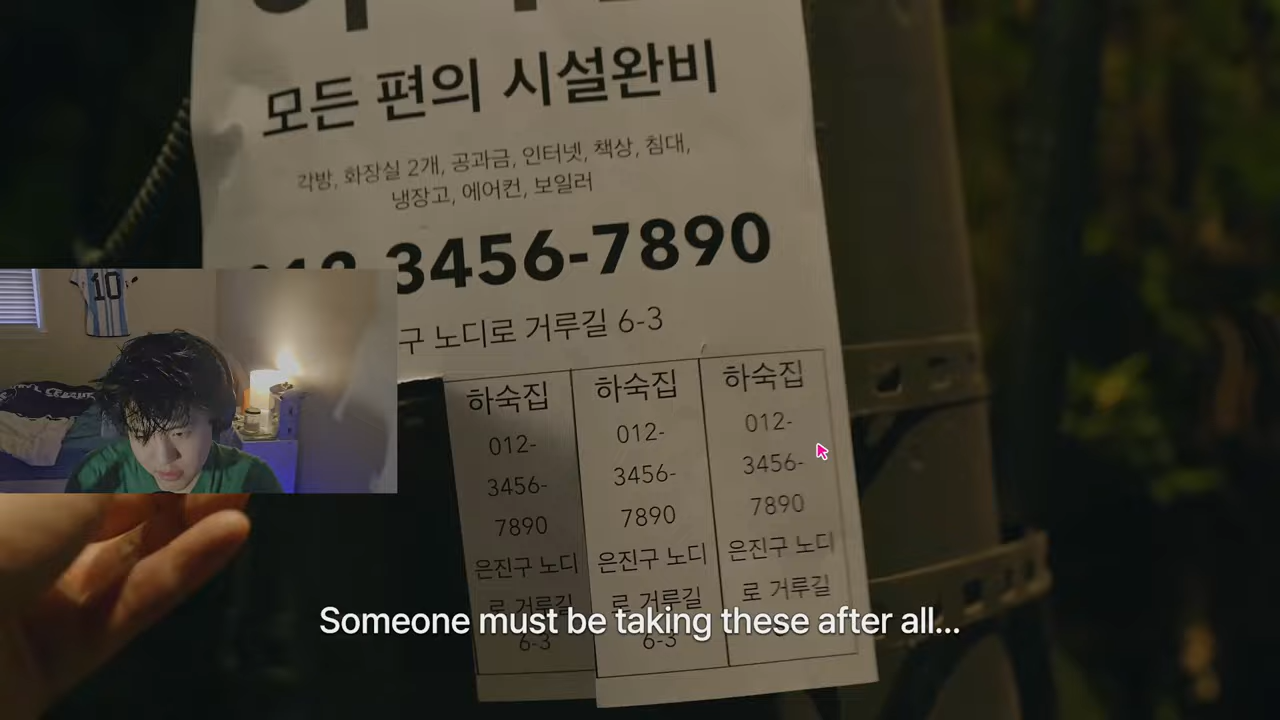 모든 편의 시설완비
각방, 화장실 2개, 공과금, 인터넷, 책상, 침대,
냉장고, 에어컨, 보일러
3456-7890
구 노디로 거루길 6-3
하숙집
012-
3456-
7890
은진구 노디
로 거루길
6-3
하숙집
012-
3456-
7890
은진구 노디
로 거루길
6-3
하숙집
012-
3456-
7890
은진구 노디
로 거루길
10
Someone must be taking these after all...